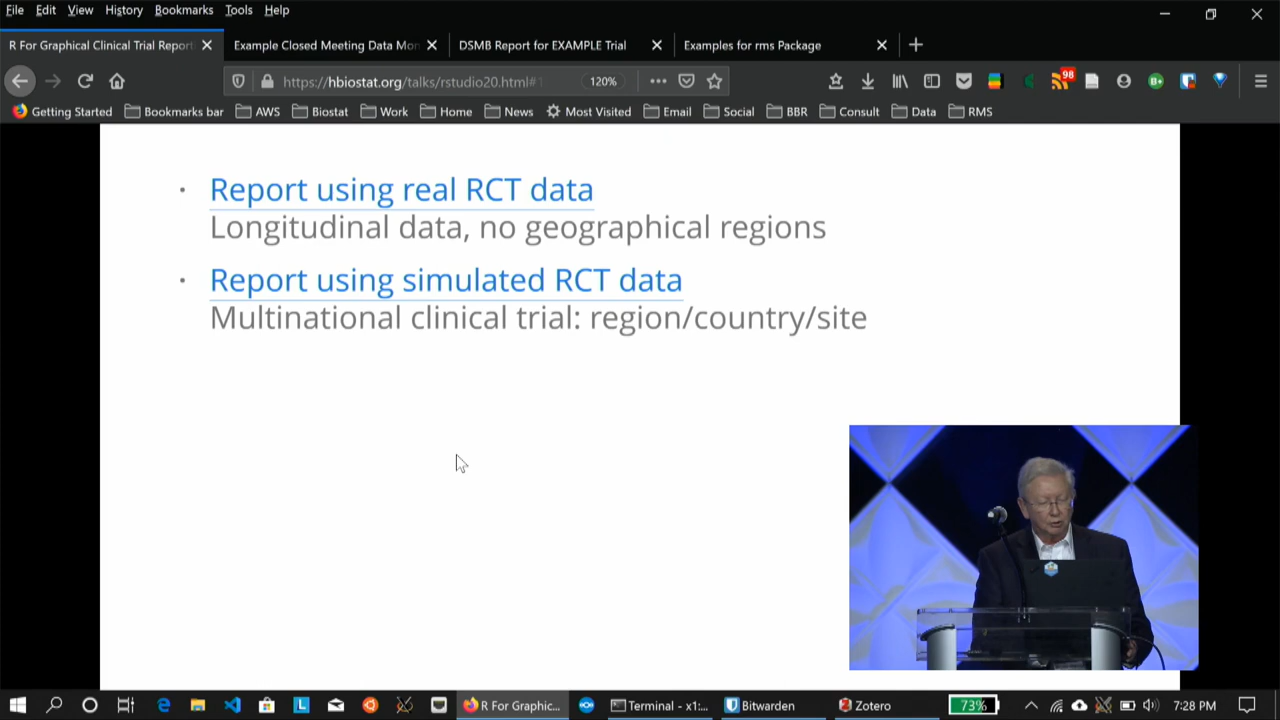 File Edit View History Bookmarks Tools Help
R For Graphical Clinical Trial Report
Example Closed Meeting Data Mon
DSMB Report for EXAMPLE Trial
Examples for rms Package
https://hbiostat.org/talks/rstudio20.html#1
120%
98
Getting Started Bookmarks bar AWS Biostat Work Home News Most Visited Email Social BBR Consult Data RMS
Report using real RCT data
Longitudinal data, no geographical regions
Report using simulated RCT data
Multinational clinical trial: region/country/site
R For Graphic...
Terminal - x1:...
Bitwarden
Zotero
73%
7:28 PM